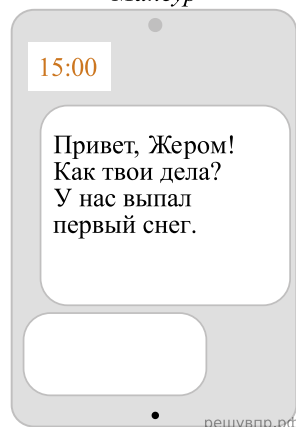 15:00
Привет, Жером!
Как твои дела?
У нас выпал
первый снег.
решувпр.рф